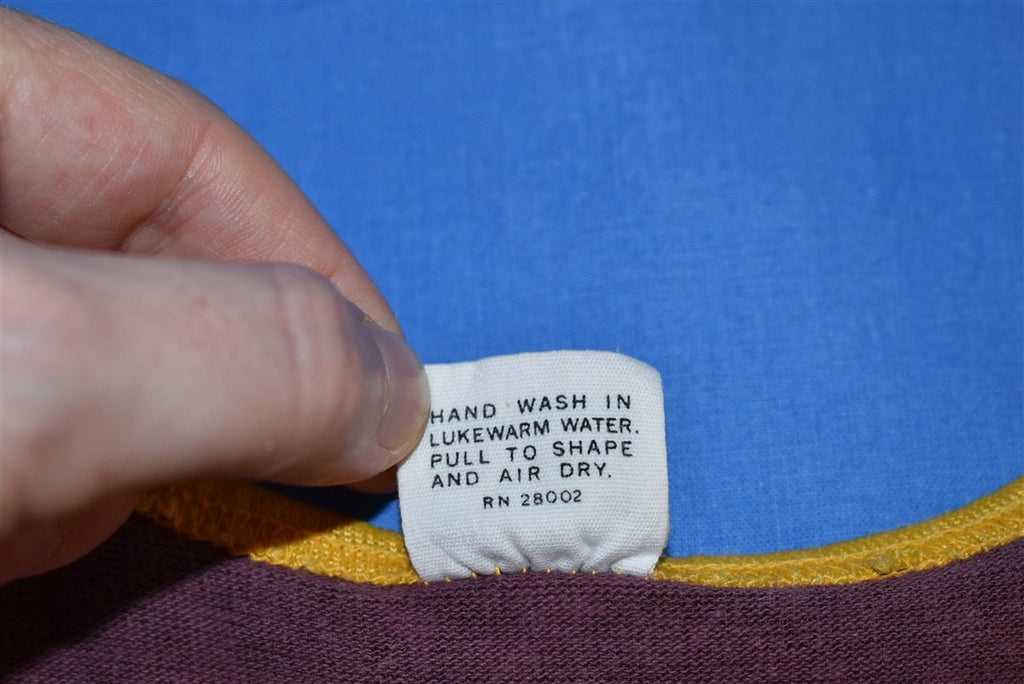 HAND WASH IN
LUKEWARM WATER.
PULL TO SHAPE
AND AIR DRY.
RN 28002